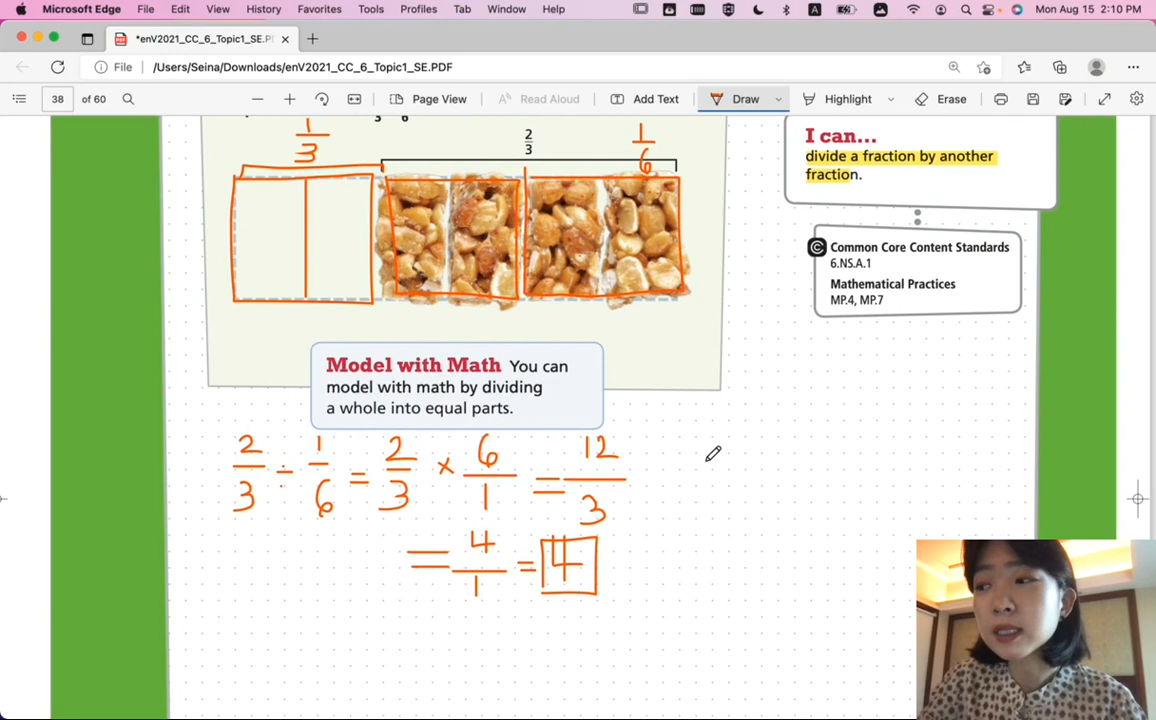 Microsoft Edge File Edit View History Favorites Tools Profiles Tab Window Help A Mon Aug 15 2:10 PM
*enV2021_CC_6_Topic1_SE.P
File /Users/Seina/Downloads/enV2021_CC_6_Topic1_SE.PDF
38 of 60 Page View Read Aloud Add Text Draw Highlight Erase
3 6
1/3
2/3
1/6
I can...
divide a fraction by another
fraction.
Common Core Content Standards
6.NS.A.1
Mathematical Practices
MP.4, MP.7
Model with Math You can
model with math by dividing
a whole into equal parts.
2/3 ÷ 1/6 = 2/3 × 6/1 = 12/3
= 4/1 = 4